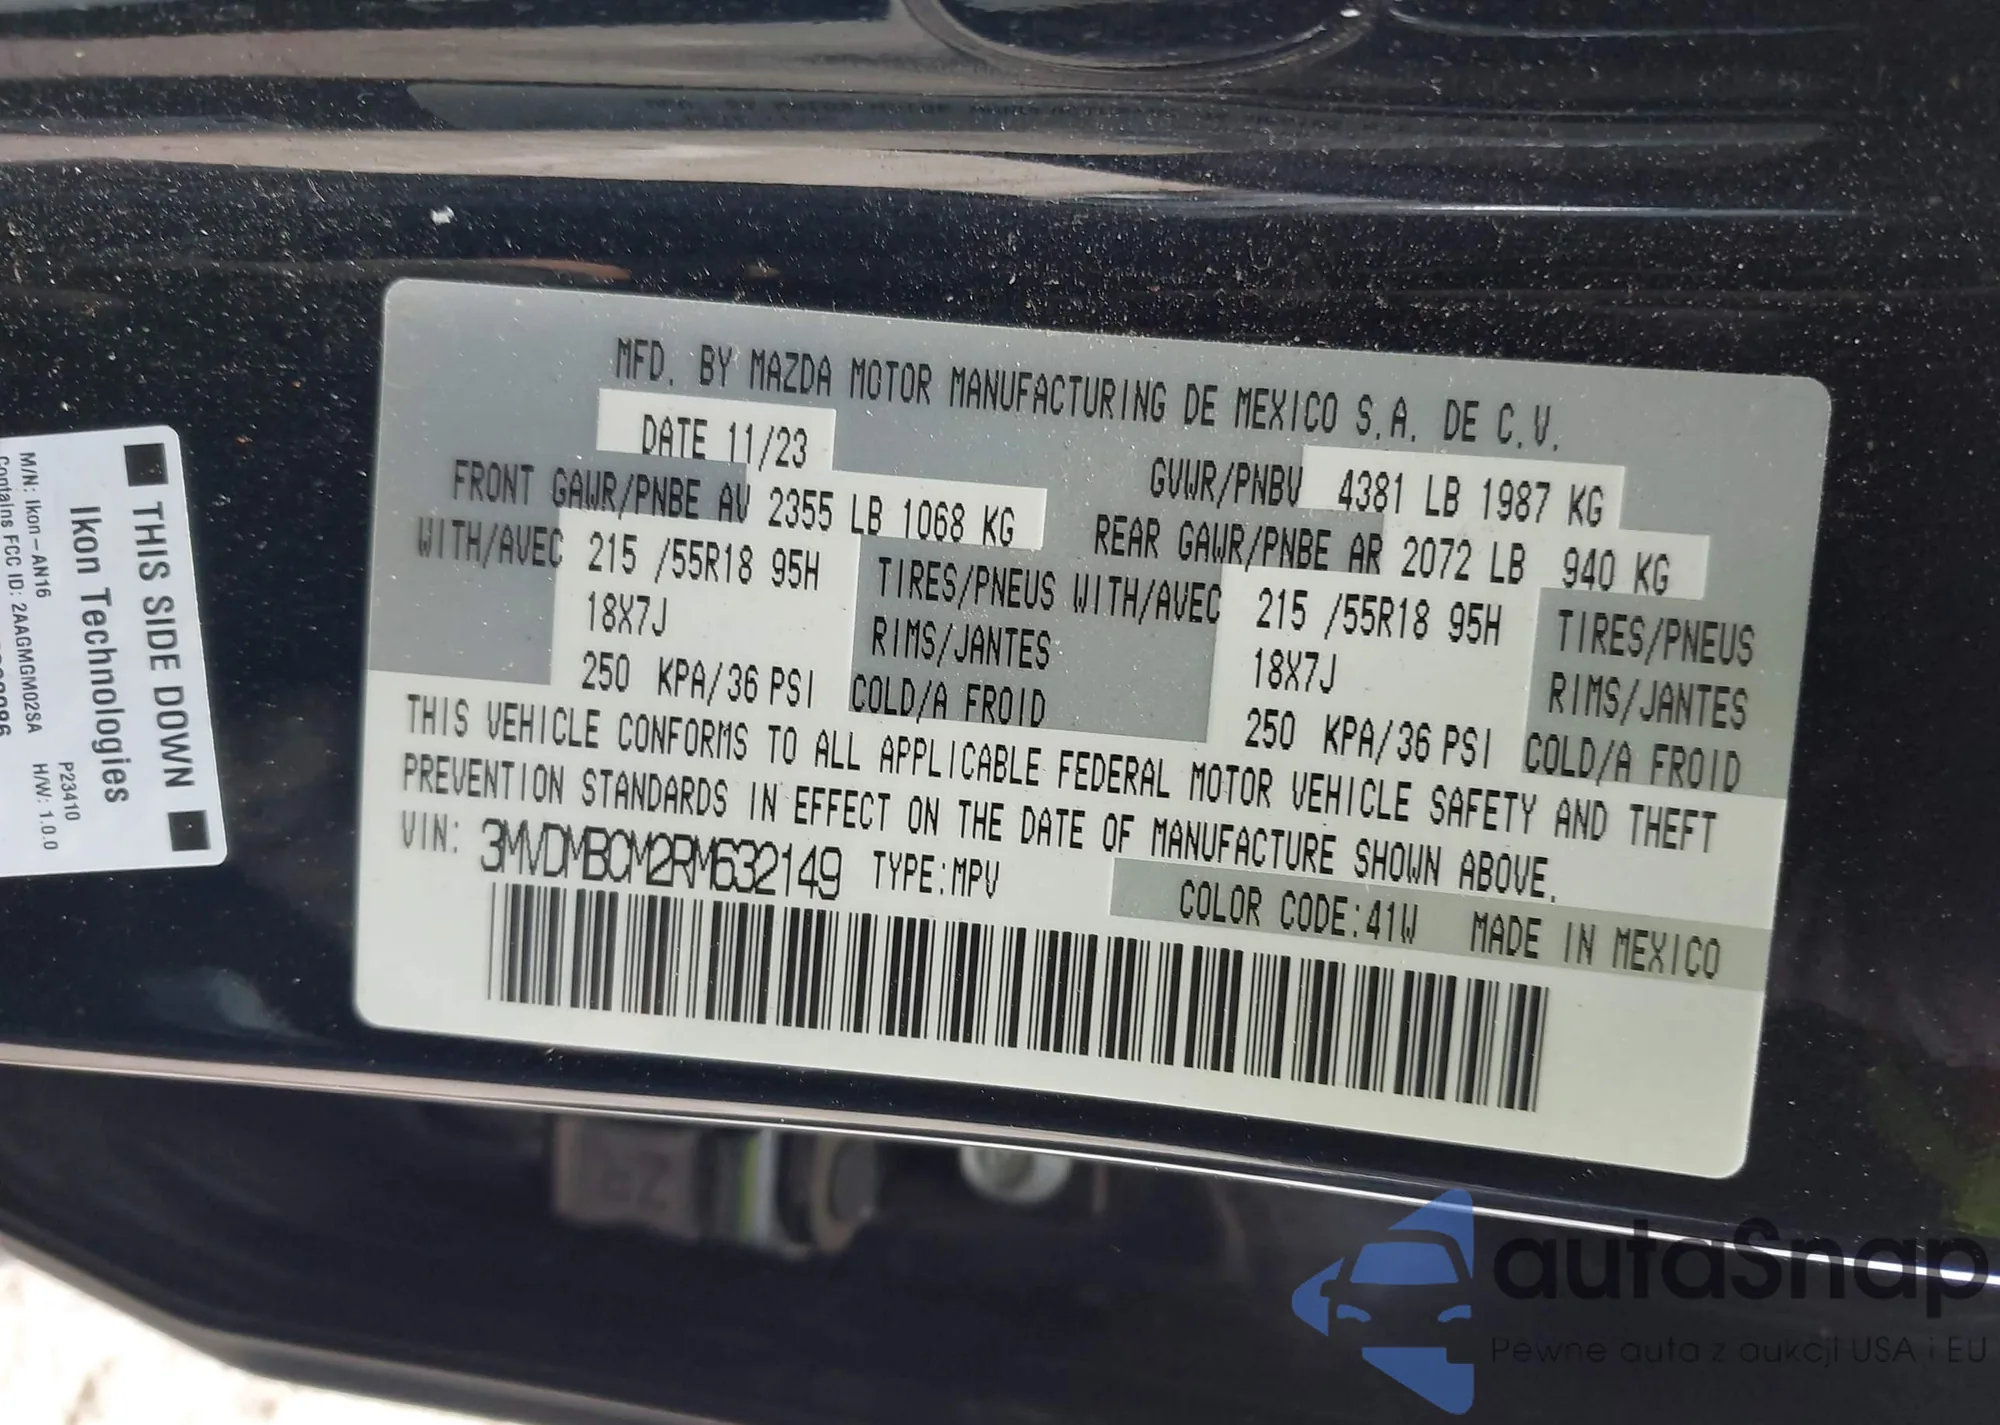 MFD. BY MAZDA MOTOR MANUFACTURING DE MEXICO S.A. DE C.V.
DATE 11/23
GVWR/PNBV 4381 LB 1987 KG
FRONT GAWR/PNBE AV 2355 LB 1068 KG
REAR GAWR/PNBE AR 2072 LB 940 KG
WITH/AVEC 215 /55R18 95H TIRES/PNEUS WITH/AVEC 215 /55R18 95H TIRES/PNEUS
18X7J RIMS/JANTES 18X7J RIMS/JANTES
250 KPA/36 PSI COLD/A FROID 250 KPA/36 PSI COLD/A FROID
THIS VEHICLE CONFORMS TO ALL APPLICABLE FEDERAL MOTOR VEHICLE SAFETY AND THEFT
PREVENTION STANDARDS IN EFFECT ON THE DATE OF MANUFACTURE SHOWN ABOVE.
VIN: 3MVDMBCM2RM632149 TYPE:MPV
COLOR CODE:41W MADE IN MEXICO
THIS SIDE DOWN
Ikon Technologies
P23410
M/N: Ikon-AN16 H/W: 1.0.0
Contains FCC ID: 2AAGMGM02SA
autaSnap
Pewne auta z aukcji USA i EU